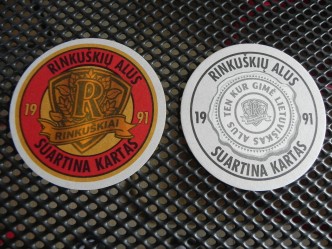 RINKUŠKIŲ ALUS
19 91
R
RINKUŠKIAI
SUARTINA KARTAS
RINKUŠKIŲ ALUS
19 91
ALUS TEN KUR GIMĖ LIETUVIŠKAS
SUARTINA KARTAS